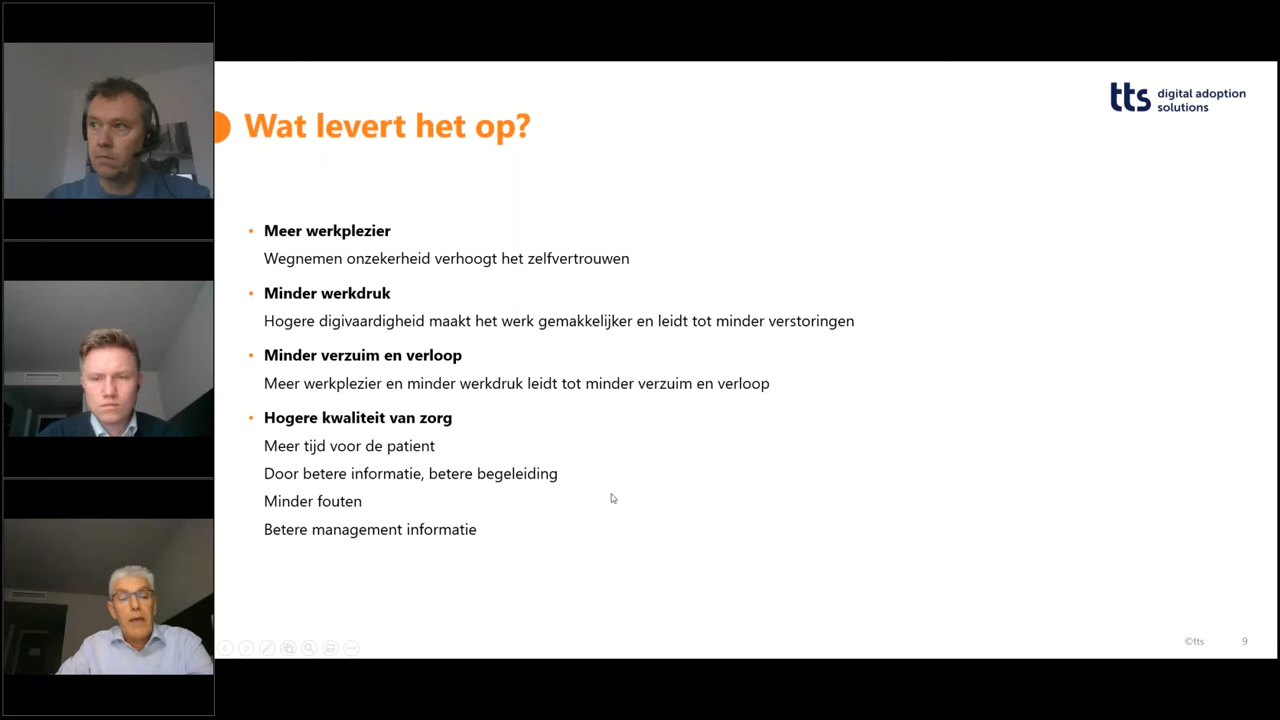 tts digital adoption
solutions
Wat levert het op?
• Meer werkplezier
Wegnemen onzekerheid verhoogt het zelfvertrouwen
• Minder werkdruk
Hogere digivaardigheid maakt het werk gemakkelijker en leidt tot minder verstoringen
• Minder verzuim en verloop
Meer werkplezier en minder werkdruk leidt tot minder verzuim en verloop
• Hogere kwaliteit van zorg
Meer tijd voor de patient
Door betere informatie, betere begeleiding
Minder fouten
Betere management informatie
©tts 9